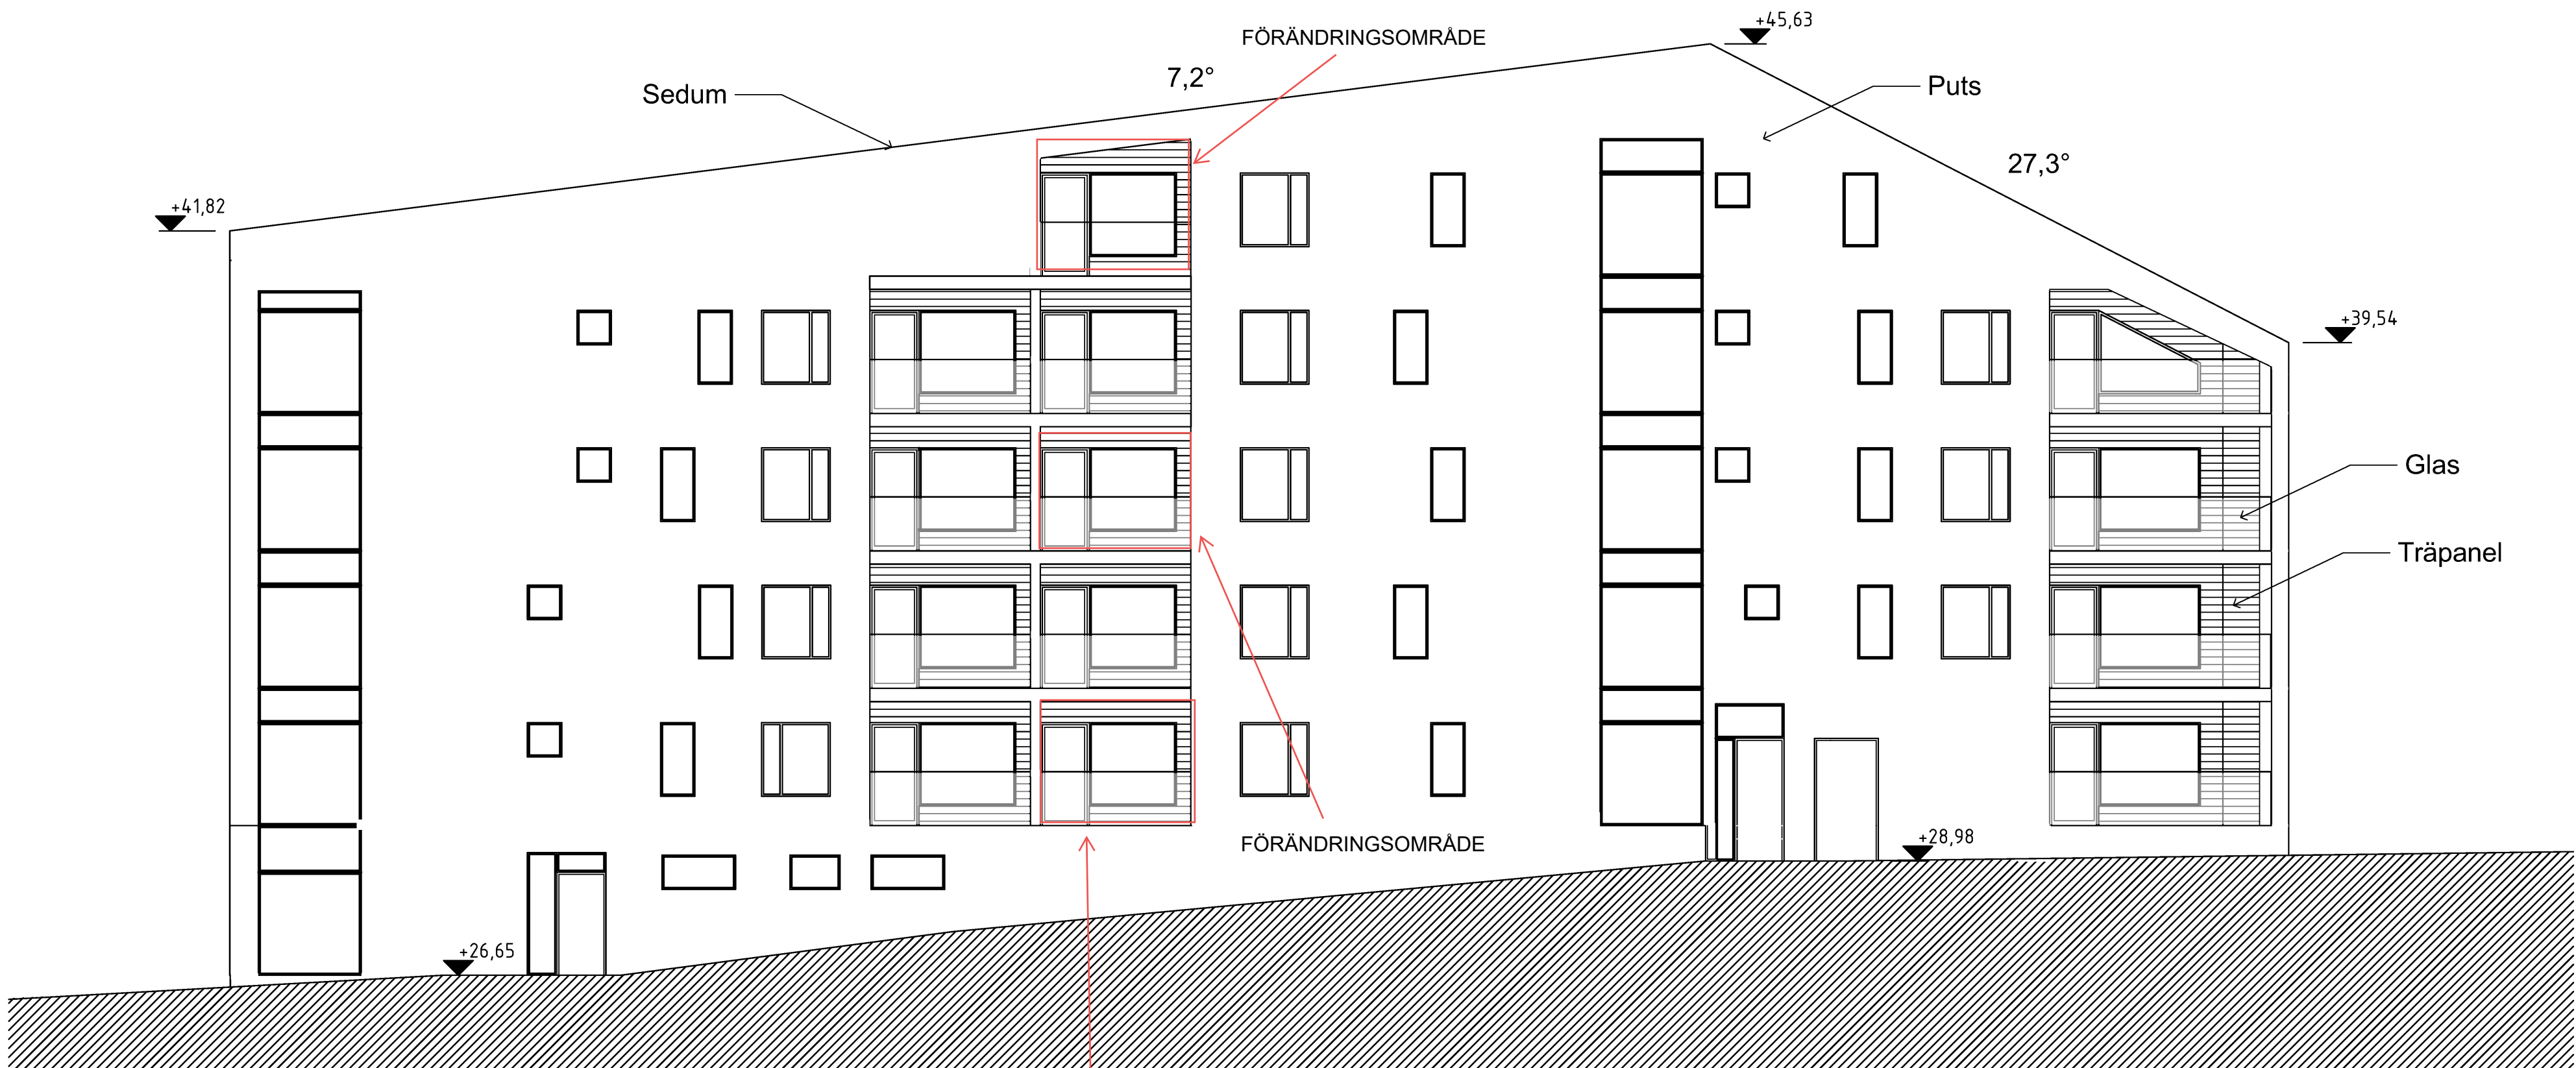 +45,63
FÖRÄNDRINGSOMRÅDE
7,2°
Sedum
Puts
27,3°
+41,82
+39,54
Glas
Träpanel
+28,98
FÖRÄNDRINGSOMRÅDE
+26,65